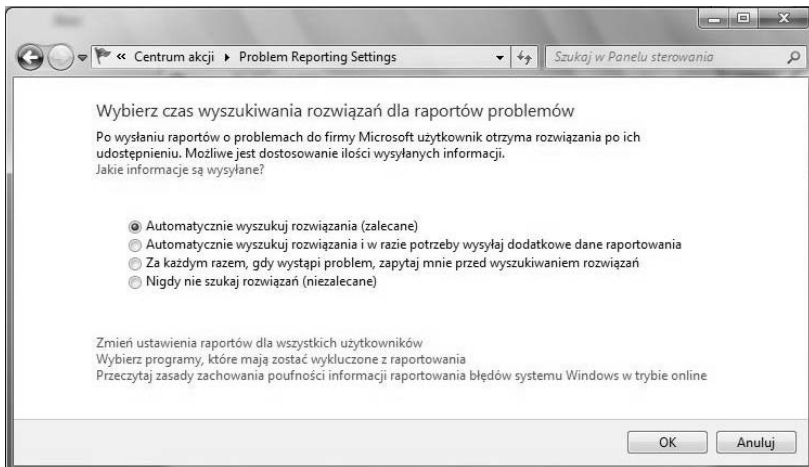 « Centrum akcji ▸ Problem Reporting Settings
Szukaj w Panelu sterowania
Wybierz czas wyszukiwania rozwiązań dla raportów problemów
Po wysłaniu raportów o problemach do firmy Microsoft użytkownik otrzyma rozwiązania po ich
udostępnieniu. Możliwe jest dostosowanie ilości wysyłanych informacji.
Jakie informacje są wysyłane?
Automatycznie wyszukuj rozwiązania (zalecane)
Automatycznie wyszukuj rozwiązania i w razie potrzeby wysyłaj dodatkowe dane raportowania
Za każdym razem, gdy wystąpi problem, zapytaj mnie przed wyszukiwaniem rozwiązań
Nigdy nie szukaj rozwiązań (niezalecane)
Zmień ustawienia raportów dla wszystkich użytkowników
Wybierz programy, które mają zostać wykluczone z raportowania
Przeczytaj zasady zachowania poufności informacji raportowania błędów systemu Windows w trybie online
OK
Anuluj